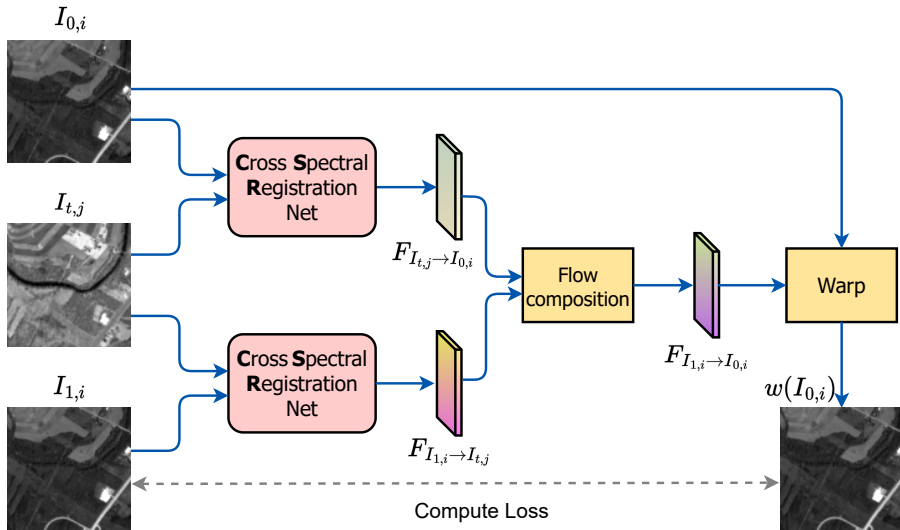 I_{0,i}
Cross Spectral
Registration
Net
I_{t,j}
F_{I_{t,j}→I_{0,i}}
Flow
composition
Warp
Cross Spectral
Registration
Net
F_{I_{1,i}→I_{0,i}}
I_{1,i}
w(I_{0,i})
F_{I_{1,i}→I_{t,j}}
Compute Loss